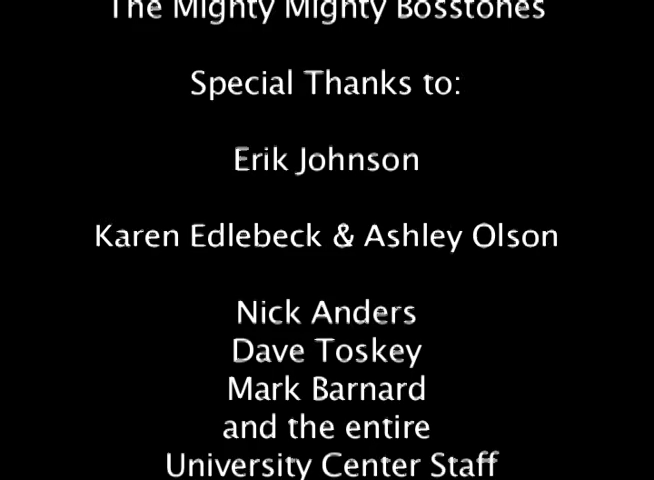 The Mighty Mighty Bosstones
Special Thanks to:
Erik Johnson
Karen Edlebeck & Ashley Olson
Nick Anders
Dave Toskey
Mark Barnard
and the entire
University Center Staff